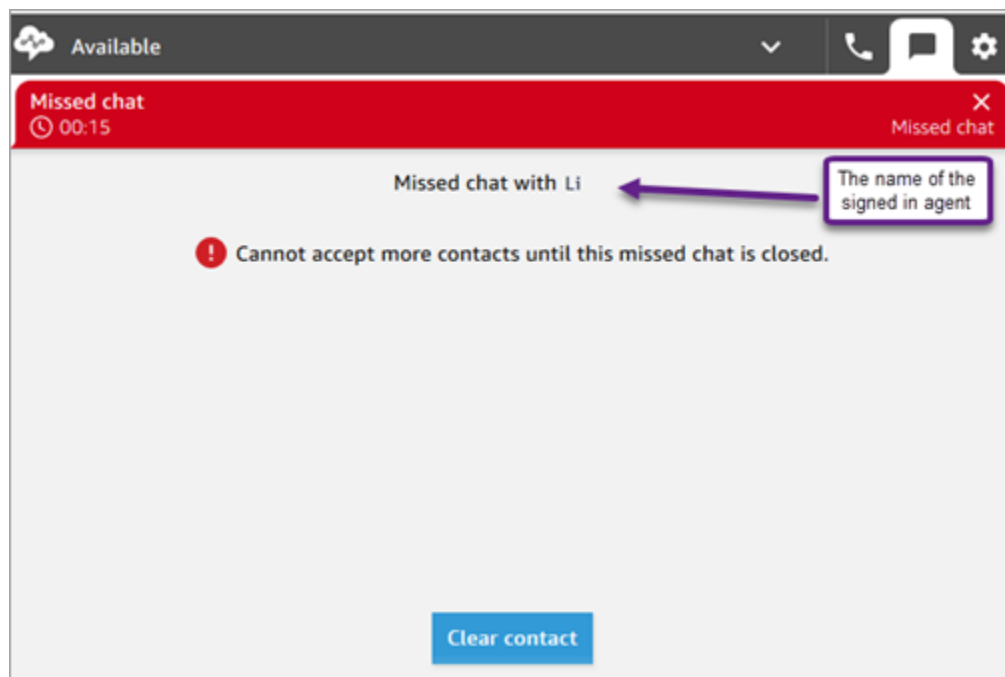 Available
Missed chat
00:15
Missed chat
Missed chat with Li
The name of the
signed in agent
Cannot accept more contacts until this missed chat is closed.
Clear contact